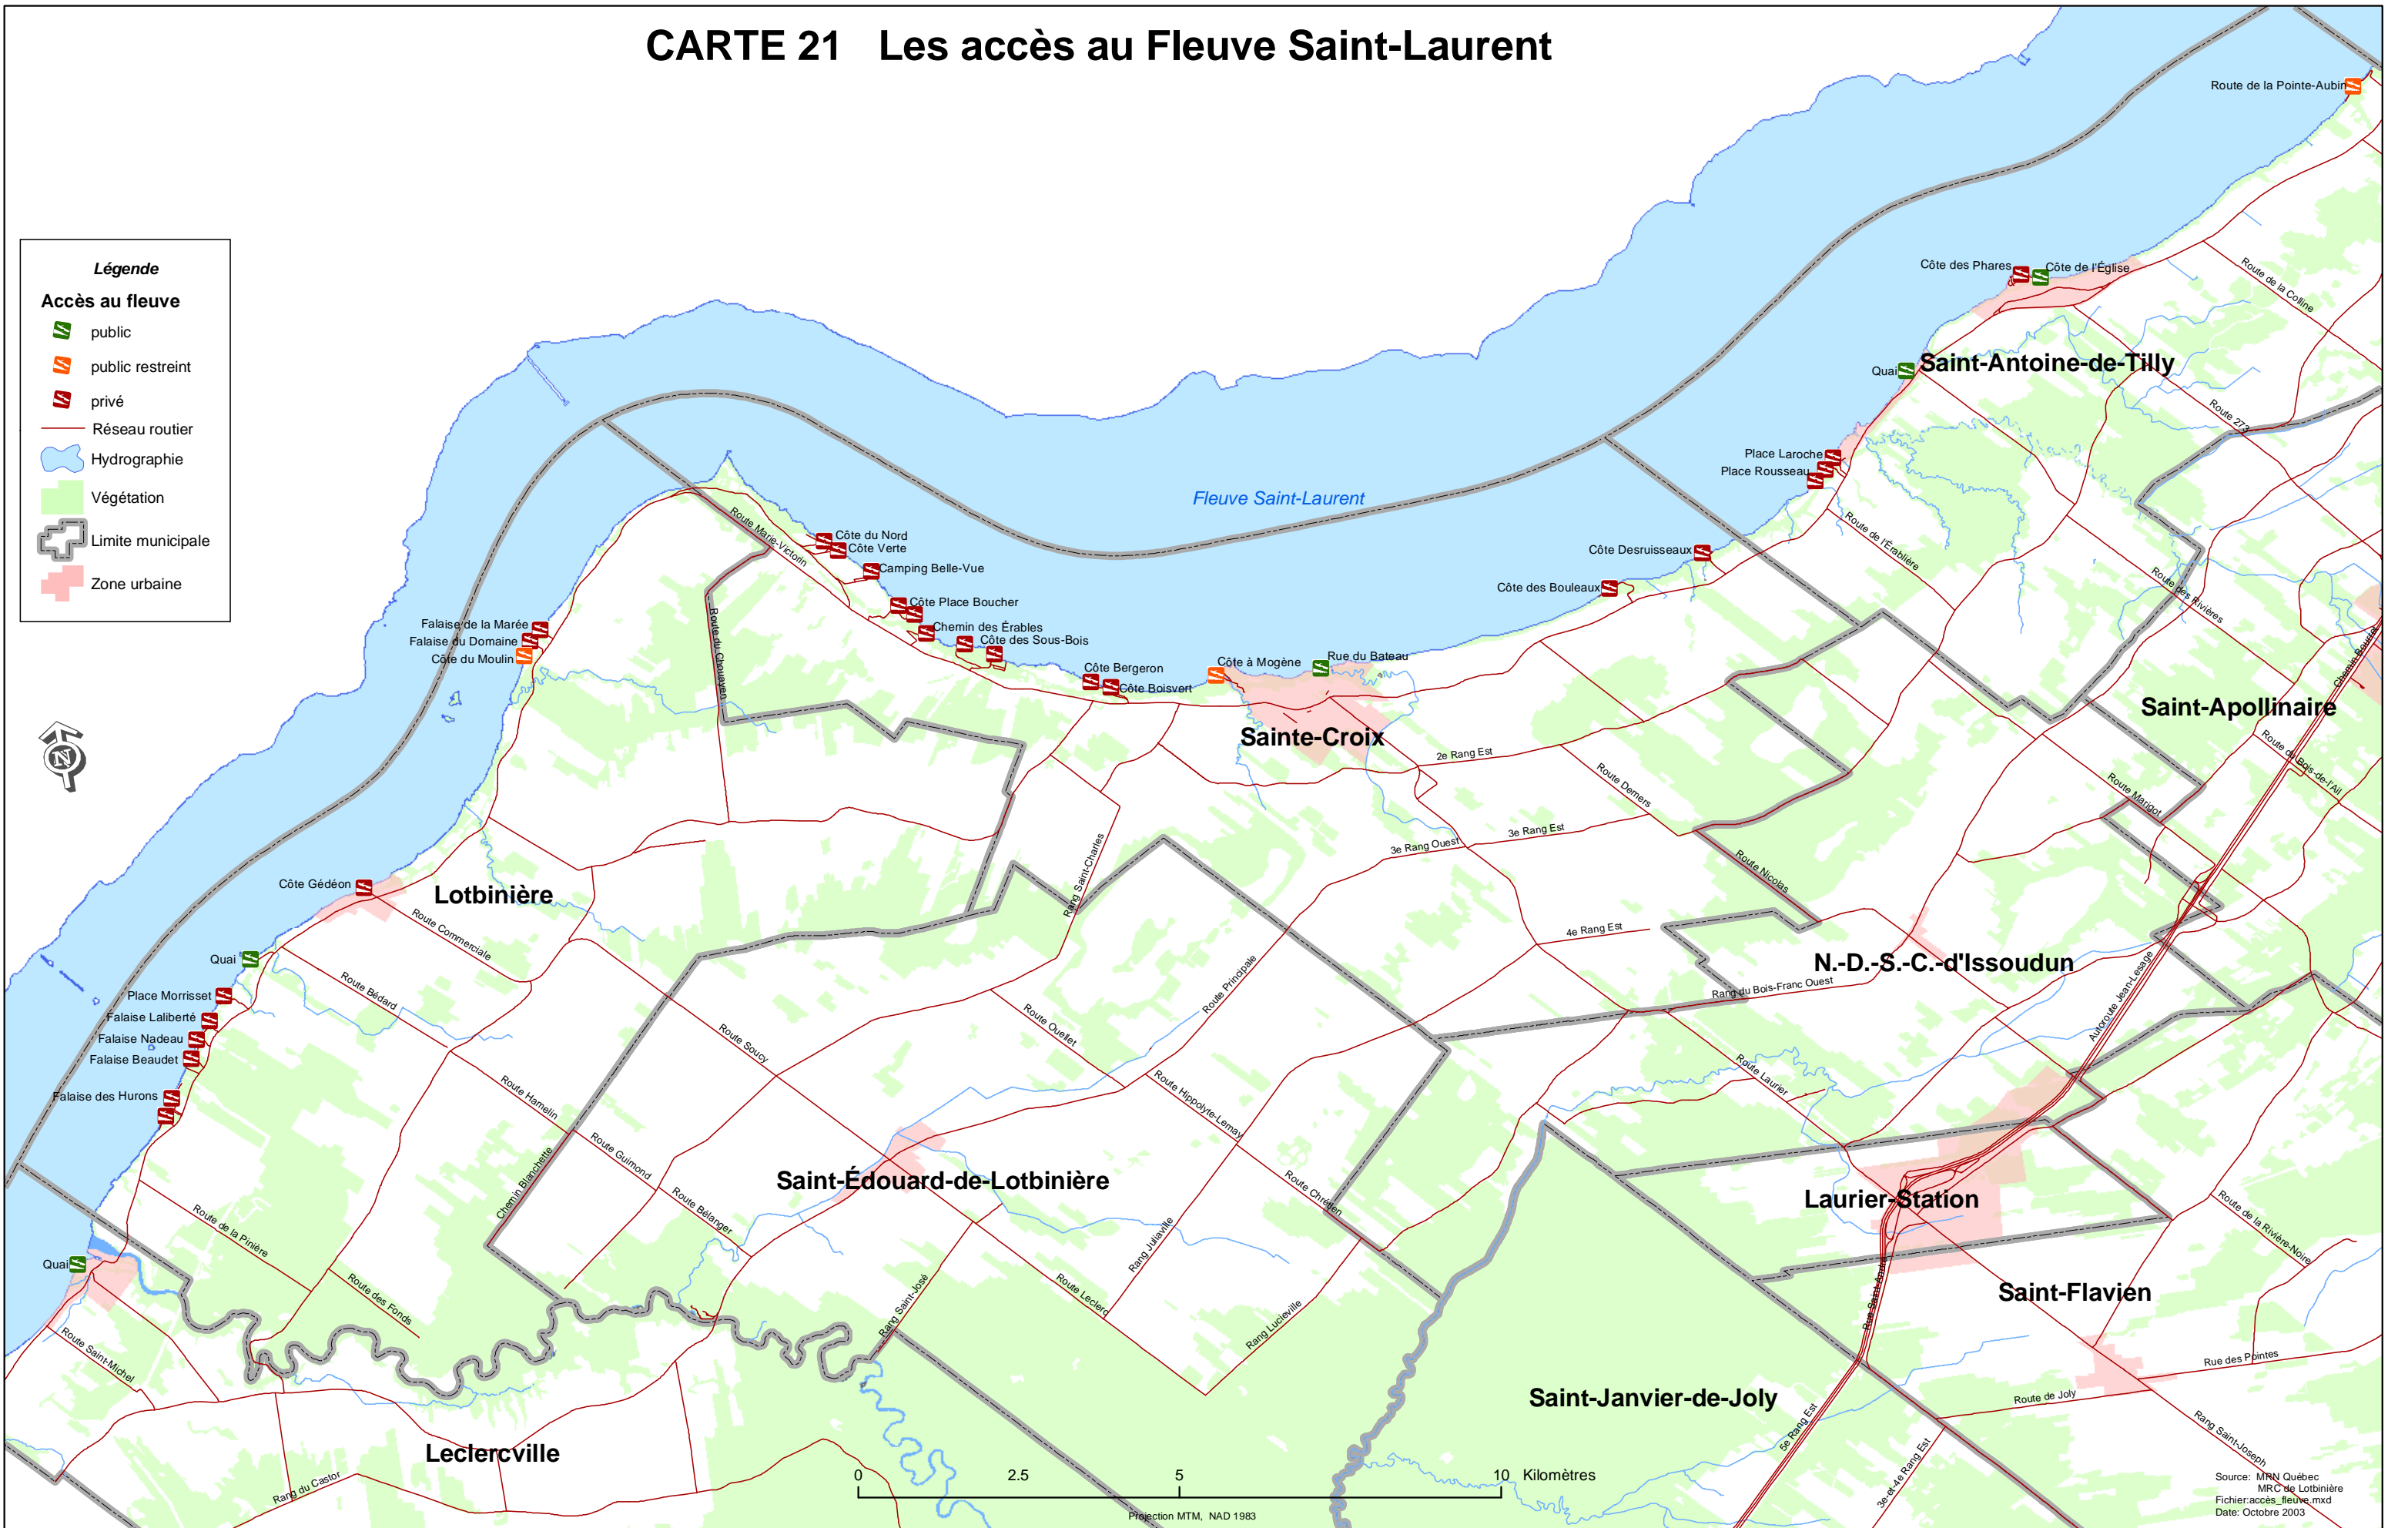 CARTE 21 Les accès au Fleuve Saint-Laurent
Légende
Accès au fleuve
public
public restreint
privé
Réseau routier
Hydrographie
Végétation
Limite municipale
Zone urbaine
N
Route de la Pointe-Aubin
Côte des Phares
Côte de l'Église
Route de la Colline
Saint-Antoine-de-Tilly
Quai
Route 273
Place Laroche
Place Rousseau
Fleuve Saint-Laurent
Route de l'Érablière
Route Marie-Victorin
Côte du Nord
Côte Verte
Camping Belle-Vue
Côte Desruisseaux
Côte des Bouleaux
Route des Rivières
Côte Place Boucher
Chemin des Érables
Côte des Sous-Bois
Falaise de la Marée
Falaise du Domaine
Côte du Moulin
Route du Chouayen
Côte Bergeron
Côte Boisvert
Côte à Mogène
Rue du Bateau
Chemin Bourret
Saint-Apollinaire
Sainte-Croix
2e Rang Est
Route du Bois-de-l'Ail
Route Demers
Route Marigot
3e Rang Est
3e Rang Ouest
Rang Saint-Charles
Route Nicolas
Côte Gédéon
Lotbinière
Route Commerciale
4e Rang Est
Quai
N.-D.-S.-C.-d'Issoudun
Rang du Bois-Franc Ouest
Autoroute Jean-Lesage
Route Bédard
Route Principale
Place Morrisset
Falaise Laliberté
Falaise Nadeau
Falaise Beaudet
Falaise des Hurons
Route Soucy
Route Ouellet
Route Hippolyte-Lemay
Route Laurier
Route Hamelin
Route Guimond
Chemin Blanchette
Route Bélanger
Saint-Édouard-de-Lotbinière
Route Chrétien
Laurier-Station
Route de la Rivière-Noire
Route de la Pinière
Quai
Route des Fonds
Rang Juliaville
Route Leclerc
Rang Saint-José
Rang Lucieville
Rue Saint-André
Saint-Flavien
Route Saint-Michel
Rue des Pointes
Saint-Janvier-de-Joly
Route de Joly
Rang Saint-Joseph
Leclercville
Rang du Castor
5e Rang Est
3e-et-4e Rang Est
0 2.5 5 10 Kilomètres
Projection MTM, NAD 1983
Source: MRN Québec
MRC de Lotbinière
Fichier:accès_fleuve.mxd
Date: Octobre 2003